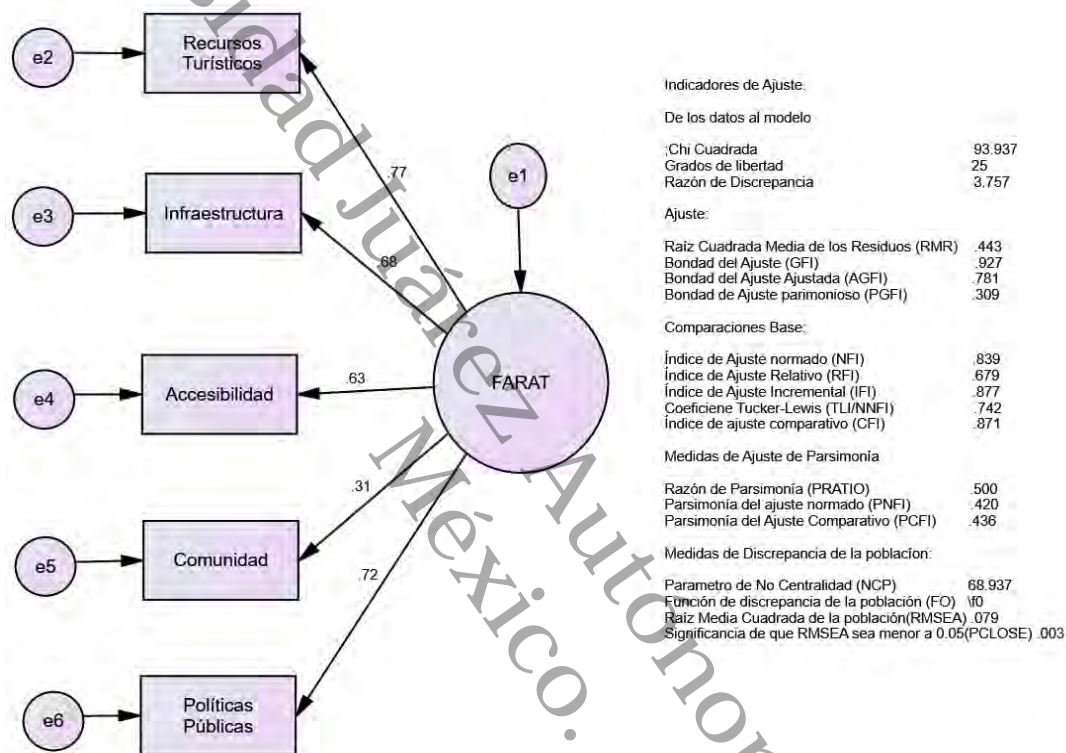 e2
Recursos
Turísticos
.77
e1
e3
Infraestructura
.68
e4
Accesibilidad
.63
FARAT
e5
Comunidad
.31
e6
Políticas
Públicas
.72
Indicadores de Ajuste.
De los datos al modelo
;Chi Cuadrada 93.937
Grados de libertad 25
Razón de Discrepancia 3.757
Ajuste:
Raíz Cuadrada Media de los Residuos (RMR) .443
Bondad del Ajuste (GFI) .927
Bondad del Ajuste Ajustada (AGFI) .781
Bondad de Ajuste parimonioso (PGFI) .309
Comparaciones Base:
Índice de Ajuste normado (NFI) .839
Índice de Ajuste Relativo (RFI) .679
Índice de Ajuste Incremental (IFI) .877
Coeficiene Tucker-Lewis (TLI/NNFI) .742
Índice de ajuste comparativo (CFI) .871
Medidas de Ajuste de Parsimonía
Razón de Parsimonía (PRATIO) .500
Parsimonía del ajuste normado (PNFI) .420
Parsimonía del Ajuste Comparativo (PCFI) .436
Medidas de Discrepancia de la poblacíon:
Parametro de No Centralidad (NCP) 68.937
Función de discrepancia de la población (FO) \f0
Raíz Media Cuadrada de la población(RMSEA) .079
Significancia de que RMSEA sea menor a 0.05(PCLOSE) .003
Juárez
México.